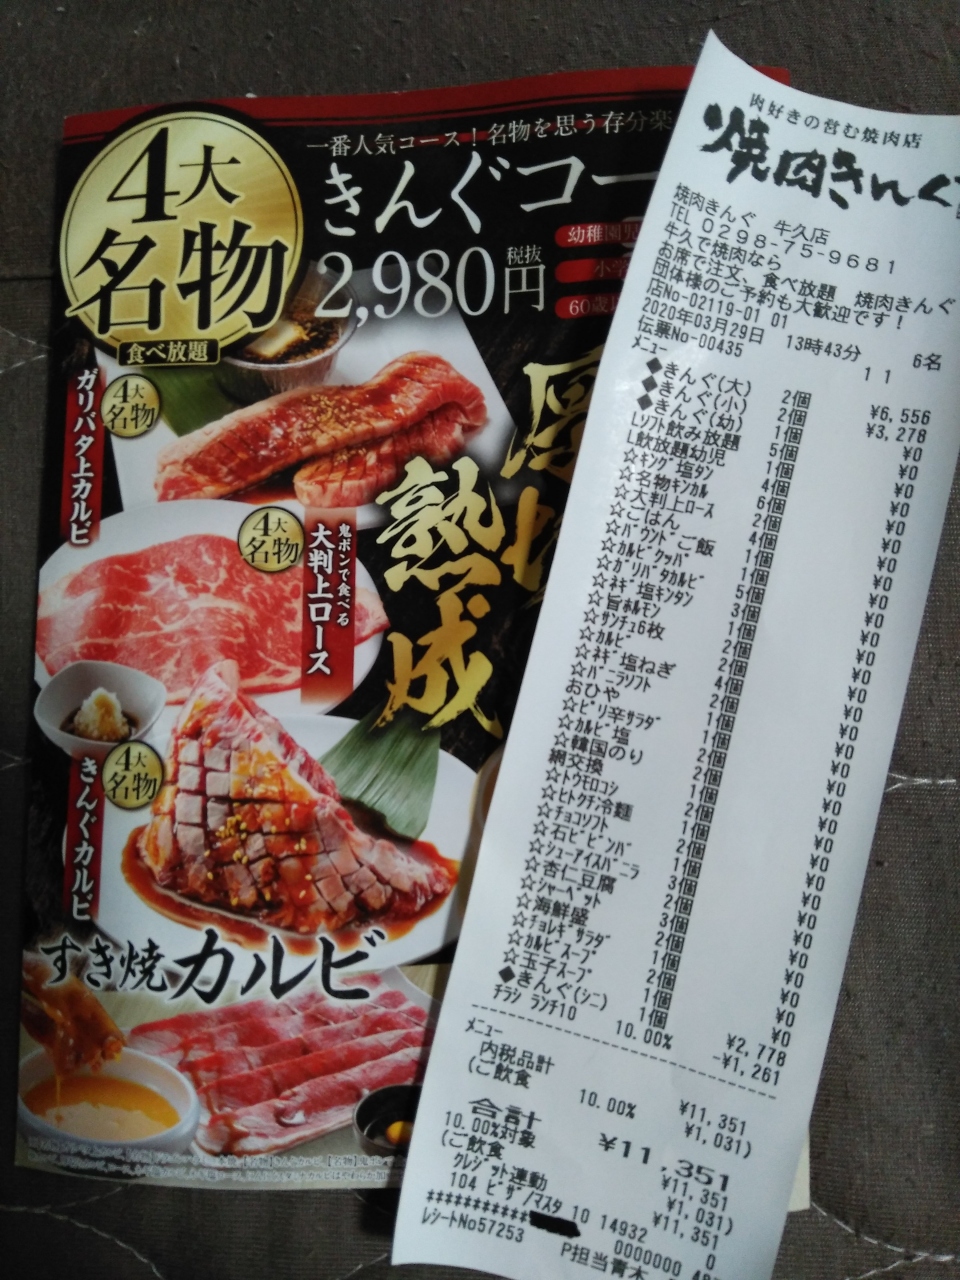 一番人気コース！名物を思う存分楽
きんぐコー
4大
名物
食べ放題
2,980円
税抜
幼稚園児
小学
60歳以
ガリバタ上カルビ
4大
名物
厚
熟成
4大
名物
鬼ポンで食べる
大判上ロース
4大
名物
きんぐカルビ
すき焼カルビ
肉好きの営む焼肉店
焼肉きんぐ
焼肉きんぐ 牛久店
TEL 0298-75-9681
牛久で焼肉なら
お席で注文、食べ放題 焼肉きんぐ
団体様のご予約も大歓迎です！
店No-02119-01 01
2020年03月29日 13時43分 6名
伝票No-00435 1 1
メニュー
◆きんぐ(大) 2個 ¥6,556
◆きんぐ(小) 2個 ¥3,278
◆きんぐ(幼) 1個 ¥0
Lソフト飲み放題 5個 ¥0
L飲放題幼児 1個 ¥0
☆キング塩タン 4個 ¥0
☆名物キンカル 6個 ¥0
☆大判上ロース 2個 ¥0
☆ごはん 4個 ¥0
☆パウンドご飯 1個 ¥0
☆カルビクッパ 1個 ¥0
☆ガリバタカルビ 5個 ¥0
☆ネギ塩キンタン 3個 ¥0
☆旨ホルモン 1個 ¥0
☆サンチュ6枚 2個 ¥0
☆カルビ 2個 ¥0
☆ネギ塩ねぎ 4個 ¥0
☆バニラソフト 2個 ¥0
おひや 1個 ¥0
☆ピリ辛サラダ 2個 ¥0
☆カルビ塩 2個 ¥0
☆韓国のり 1個 ¥0
網交換 2個 ¥0
☆トウモロコシ 1個 ¥0
☆ヒトクチ冷麺 2個 ¥0
☆チョコソフト 1個 ¥0
☆石ビビンバ 3個 ¥0
☆シューアイスバニラ 2個 ¥0
☆杏仁豆腐 3個 ¥0
☆シャーベット 2個 ¥0
☆海鮮盛 1個 ¥0
☆チョレギサラダ 2個 ¥0
☆カルビスープ 1個 ¥0
☆玉子スープ 1個 ¥0
◆きんぐ(シニ) 1個 ¥2,778
チラシ ランチ10 10.00% -¥1,261
メニュー
内税品計 ¥11,351
(ご飲食 10.00% ¥1,031)
合計 ¥11,351
10.00%対象 ¥11,351
(ご飲食 ¥1,031)
クレジット連動 ¥11,351
104 ビザ/マスタ 10 14932 0
レシートNo57253
P担当青木